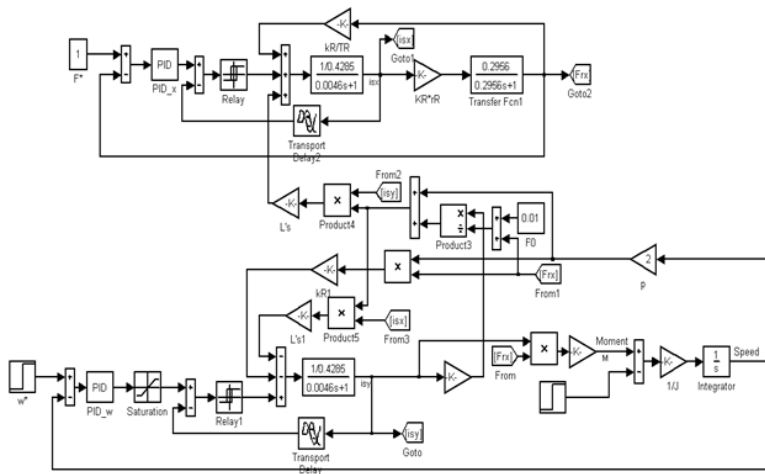 -K-
kR/TR
[isx]
Goto1
1
F*
PID
PID_x
Relay
1/0.4285
0.0046s+1
isx
-K-
KR*rR
0.2956
0.2956s+1
Transfer Fcn1
[Frx]
Goto2
Transport
Delay2
From2
[isy]
-K-
L's
×
Product4
×
÷
Product3
0.01
F0
-K-
kR1
×
[Frx]
From1
2
p
-K-
L's1
×
Product5
[isx]
From3
w*
PID
PID_w
Saturation
Relay1
1/0.4285
0.0046s+1
isy
-K-
[Frx]
From
×
-K-
Moment
M
-K-
1/J
1
s
Integrator
Speed
Transport
Delay
[isy]
Goto